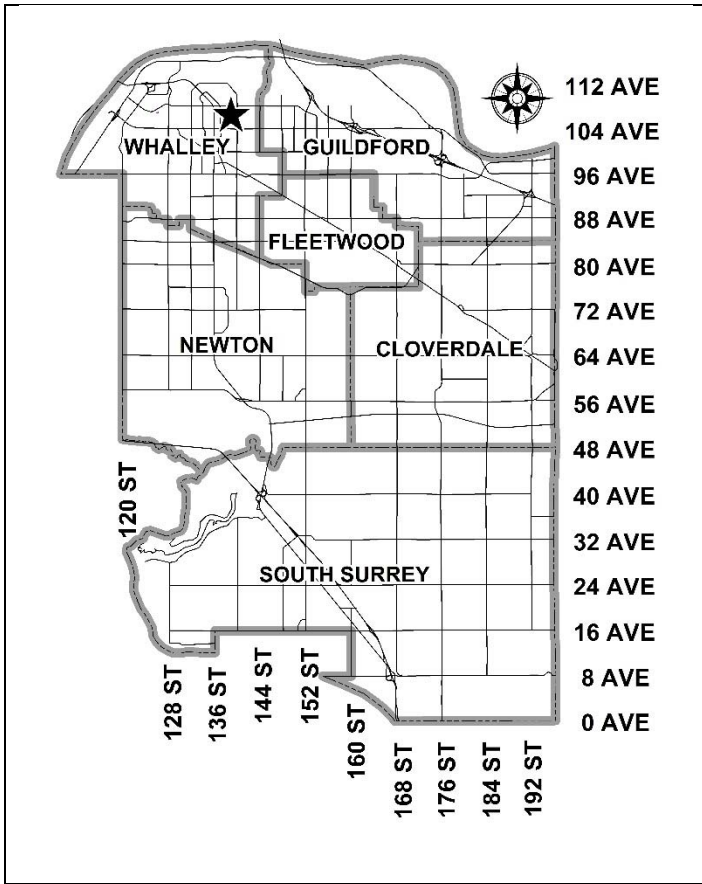 112 AVE
104 AVE
WHALLEY
GUILDFORD
96 AVE
88 AVE
FLEETWOOD
80 AVE
72 AVE
NEWTON
CLOVERDALE
64 AVE
56 AVE
48 AVE
120 ST
40 AVE
32 AVE
SOUTH SURREY
24 AVE
16 AVE
8 AVE
0 AVE
128 ST
136 ST
144 ST
152 ST
160 ST
168 ST
176 ST
184 ST
192 ST